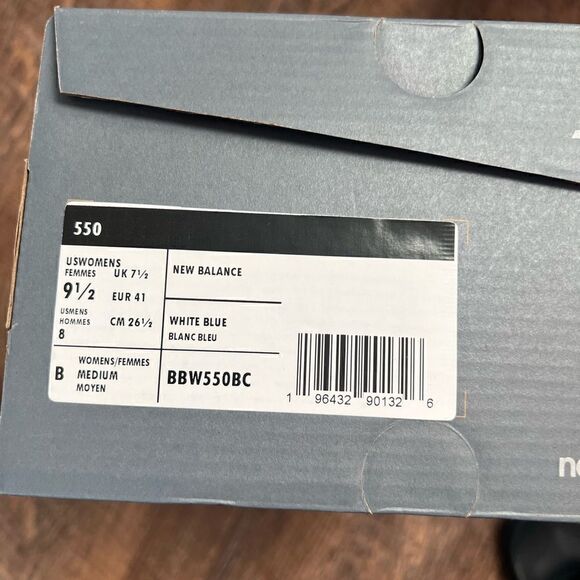 550
USWOMENS
FEMMES UK 7½
9½ EUR 41
USMENS
HOMMES CM 26½
8
B WOMENS/FEMMES
MEDIUM
MOYEN
NEW BALANCE
WHITE BLUE
BLANC BLEU
BBW550BC
1 96432 90132 6